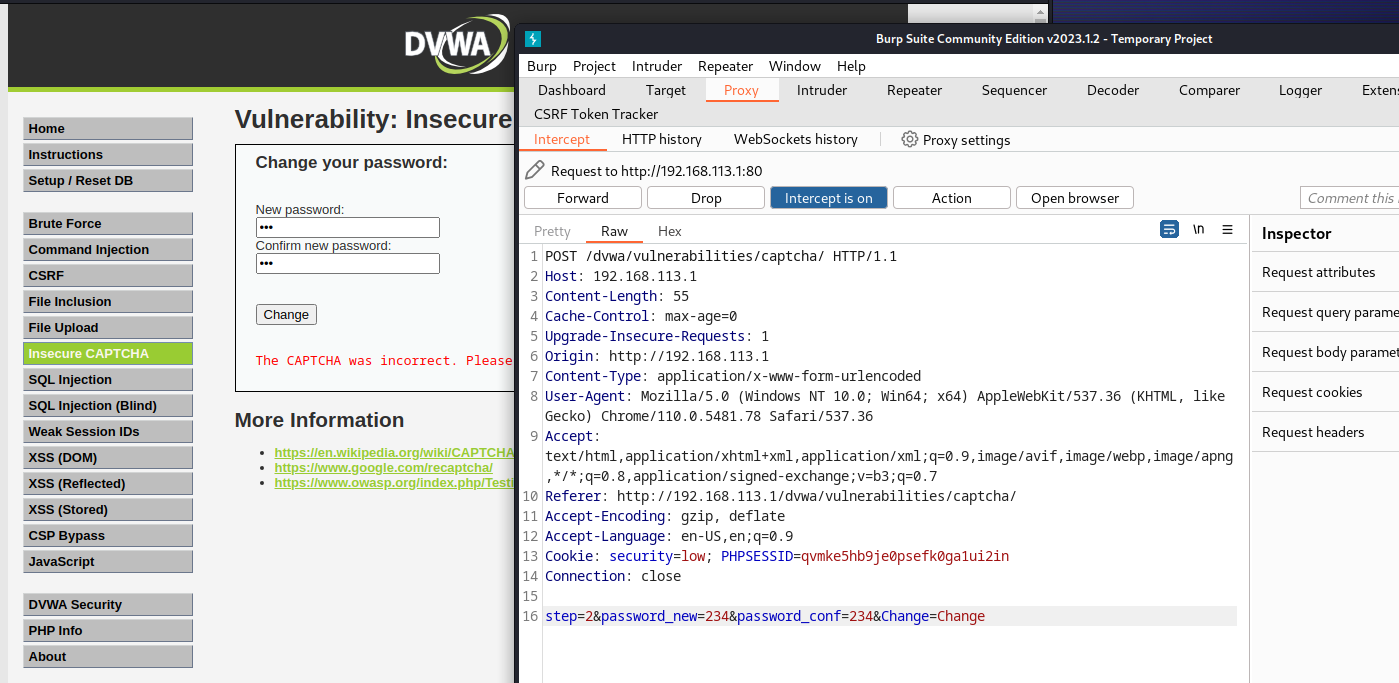 DVWA
Home
Instructions
Setup / Reset DB
Brute Force
Command Injection
CSRF
File Inclusion
File Upload
Insecure CAPTCHA
SQL Injection
SQL Injection (Blind)
Weak Session IDs
XSS (DOM)
XSS (Reflected)
XSS (Stored)
CSP Bypass
JavaScript
DVWA Security
PHP Info
About
Vulnerability: Insecure
Change your password:
New password:
•••
Confirm new password:
•••
Change
The CAPTCHA was incorrect. Please
More Information
https://en.wikipedia.org/wiki/CAPTCHA
https://www.google.com/recaptcha/
https://www.owasp.org/index.php/Testi
Burp Suite Community Edition v2023.1.2 - Temporary Project
Burp Project Intruder Repeater Window Help
Dashboard Target Proxy Intruder Repeater Sequencer Decoder Comparer Logger Exten
CSRF Token Tracker
Intercept HTTP history WebSockets history Proxy settings
Request to http://192.168.113.1:80
Forward Drop Intercept is on Action Open browser Comment this
Pretty Raw Hex \n
1 POST /dvwa/vulnerabilities/captcha/ HTTP/1.1
2 Host: 192.168.113.1
3 Content-Length: 55
4 Cache-Control: max-age=0
5 Upgrade-Insecure-Requests: 1
6 Origin: http://192.168.113.1
7 Content-Type: application/x-www-form-urlencoded
8 User-Agent: Mozilla/5.0 (Windows NT 10.0; Win64; x64) AppleWebKit/537.36 (KHTML, like
Gecko) Chrome/110.0.5481.78 Safari/537.36
9 Accept:
text/html,application/xhtml+xml,application/xml;q=0.9,image/avif,image/webp,image/apng
,*/*;q=0.8,application/signed-exchange;v=b3;q=0.7
10 Referer: http://192.168.113.1/dvwa/vulnerabilities/captcha/
11 Accept-Encoding: gzip, deflate
12 Accept-Language: en-US,en;q=0.9
13 Cookie: security=low; PHPSESSID=qvmke5hb9je0psefk0ga1ui2in
14 Connection: close
15
16 step=2&password_new=234&password_conf=234&Change=Change
Inspector
Request attributes
Request query parame
Request body paramet
Request cookies
Request headers